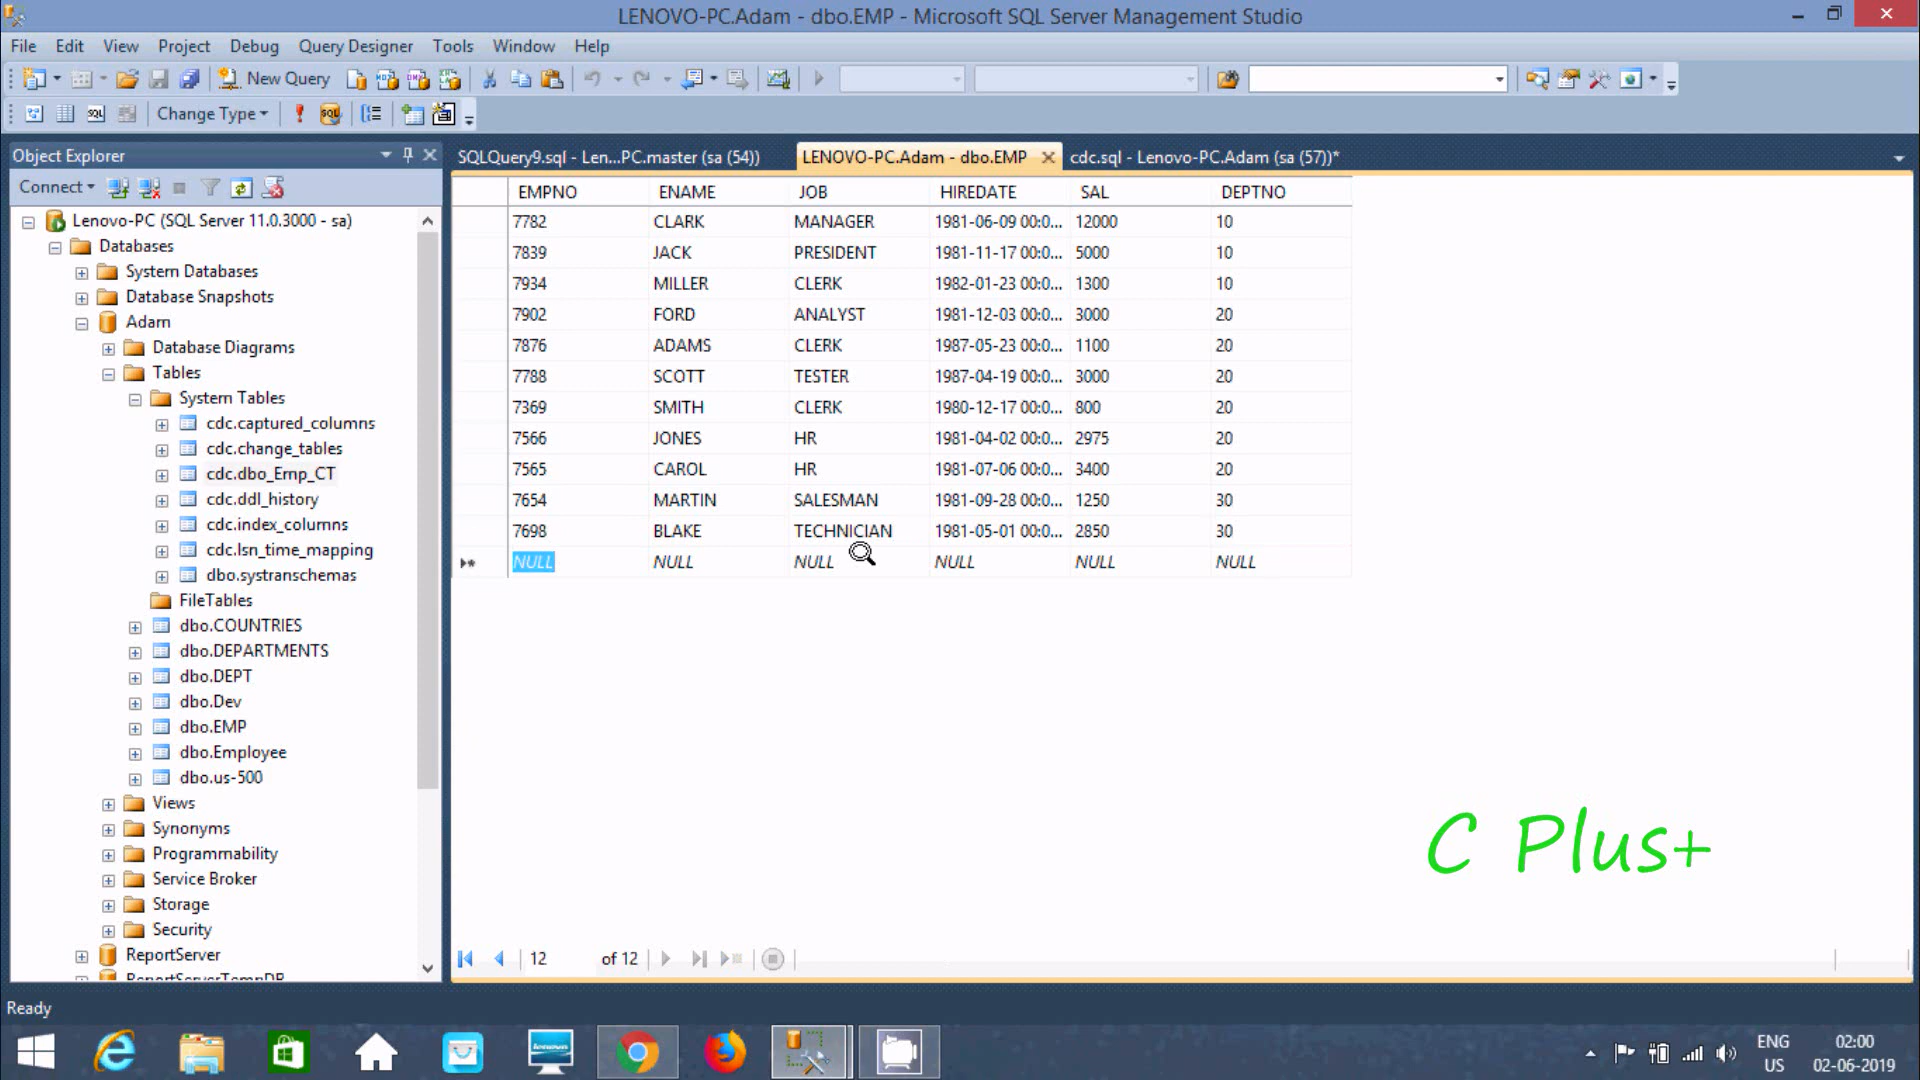 LENOVO-PC.Adam - dbo.EMP - Microsoft SQL Server Management Studio
File Edit View Project Debug Query Designer Tools Window Help
New Query
Change Type
Object Explorer
SQLQuery9.sql - Len...PC.master (sa (54)) LENOVO-PC.Adam - dbo.EMP cdc.sql - Lenovo-PC.Adam (sa (57))*
Connect
Lenovo-PC (SQL Server 11.0.3000 - sa)
Databases
System Databases
Database Snapshots
Adam
Database Diagrams
Tables
System Tables
cdc.captured_columns
cdc.change_tables
cdc.dbo_Emp_CT
cdc.ddl_history
cdc.index_columns
cdc.lsn_time_mapping
dbo.systranschemas
FileTables
dbo.COUNTRIES
dbo.DEPARTMENTS
dbo.DEPT
dbo.Dev
dbo.EMP
dbo.Employee
dbo.us-500
Views
Synonyms
Programmability
Service Broker
Storage
Security
ReportServer
ReportServerTempDB
EMPNO ENAME JOB HIREDATE SAL DEPTNO
7782 CLARK MANAGER 1981-06-09 00:0... 12000 10
7839 JACK PRESIDENT 1981-11-17 00:0... 5000 10
7934 MILLER CLERK 1982-01-23 00:0... 1300 10
7902 FORD ANALYST 1981-12-03 00:0... 3000 20
7876 ADAMS CLERK 1987-05-23 00:0... 1100 20
7788 SCOTT TESTER 1987-04-19 00:0... 3000 20
7369 SMITH CLERK 1980-12-17 00:0... 800 20
7566 JONES HR 1981-04-02 00:0... 2975 20
7565 CAROL HR 1981-07-06 00:0... 3400 20
7654 MARTIN SALESMAN 1981-09-28 00:0... 1250 30
7698 BLAKE TECHNICIAN 1981-05-01 00:0... 2850 30
NULL NULL NULL NULL NULL NULL
C Plus+
12 of 12
Ready
ENG
US
02:00
02-06-2019